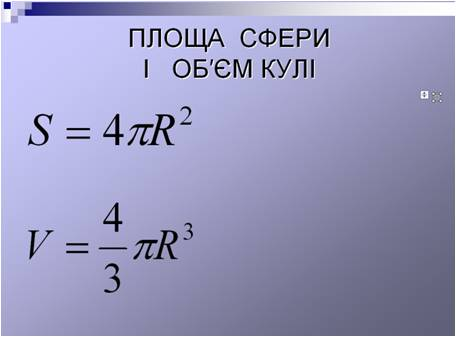 ПЛОЩА СФЕРИ
І ОБ'ЄМ КУЛІ
S = 4πR²
V = 4/3 πR³